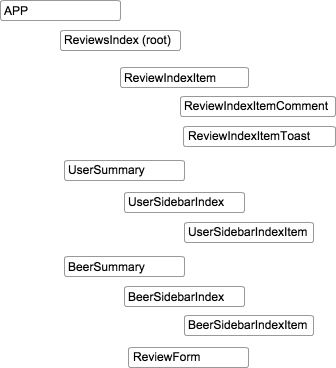 APP
ReviewsIndex (root)
ReviewIndexItem
ReviewIndexItemComment
ReviewIndexItemToast
UserSummary
UserSidebarIndex
UserSidebarIndexItem
BeerSummary
BeerSidebarIndex
BeerSidebarIndexItem
ReviewForm